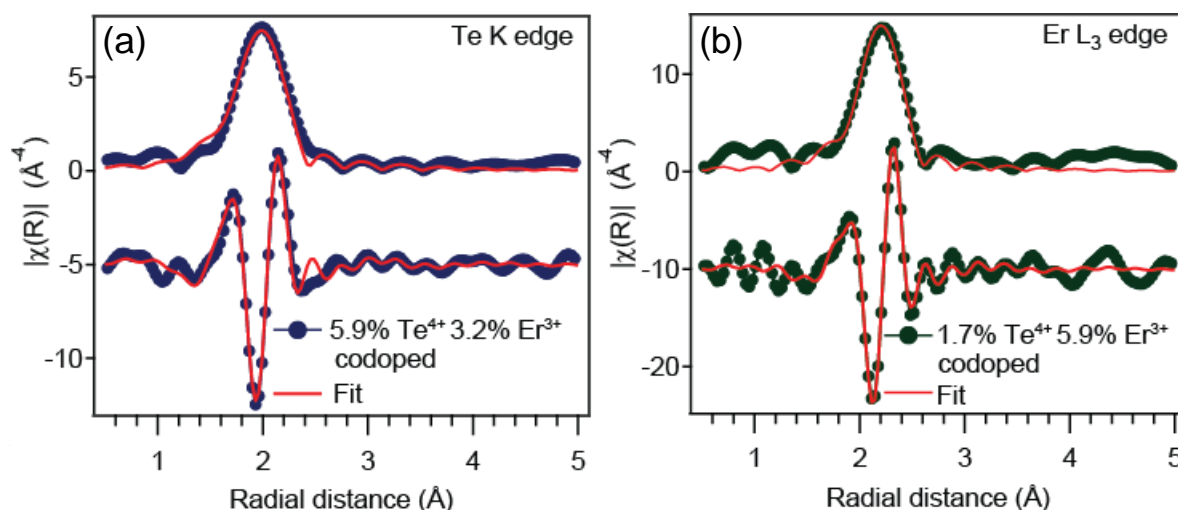 (a)
Te K edge
5
0
-5
-10
|χ(R)| (Å⁻⁴)
5.9% Te⁴⁺ 3.2% Er³⁺
codoped
Fit
1 2 3 4 5
Radial distance (Å)
(b)
Er L₃ edge
10
0
-10
-20
|χ(R)| (Å⁻⁴)
1.7% Te⁴⁺ 5.9% Er³⁺
codoped
Fit
1 2 3 4 5
Radial distance (Å)